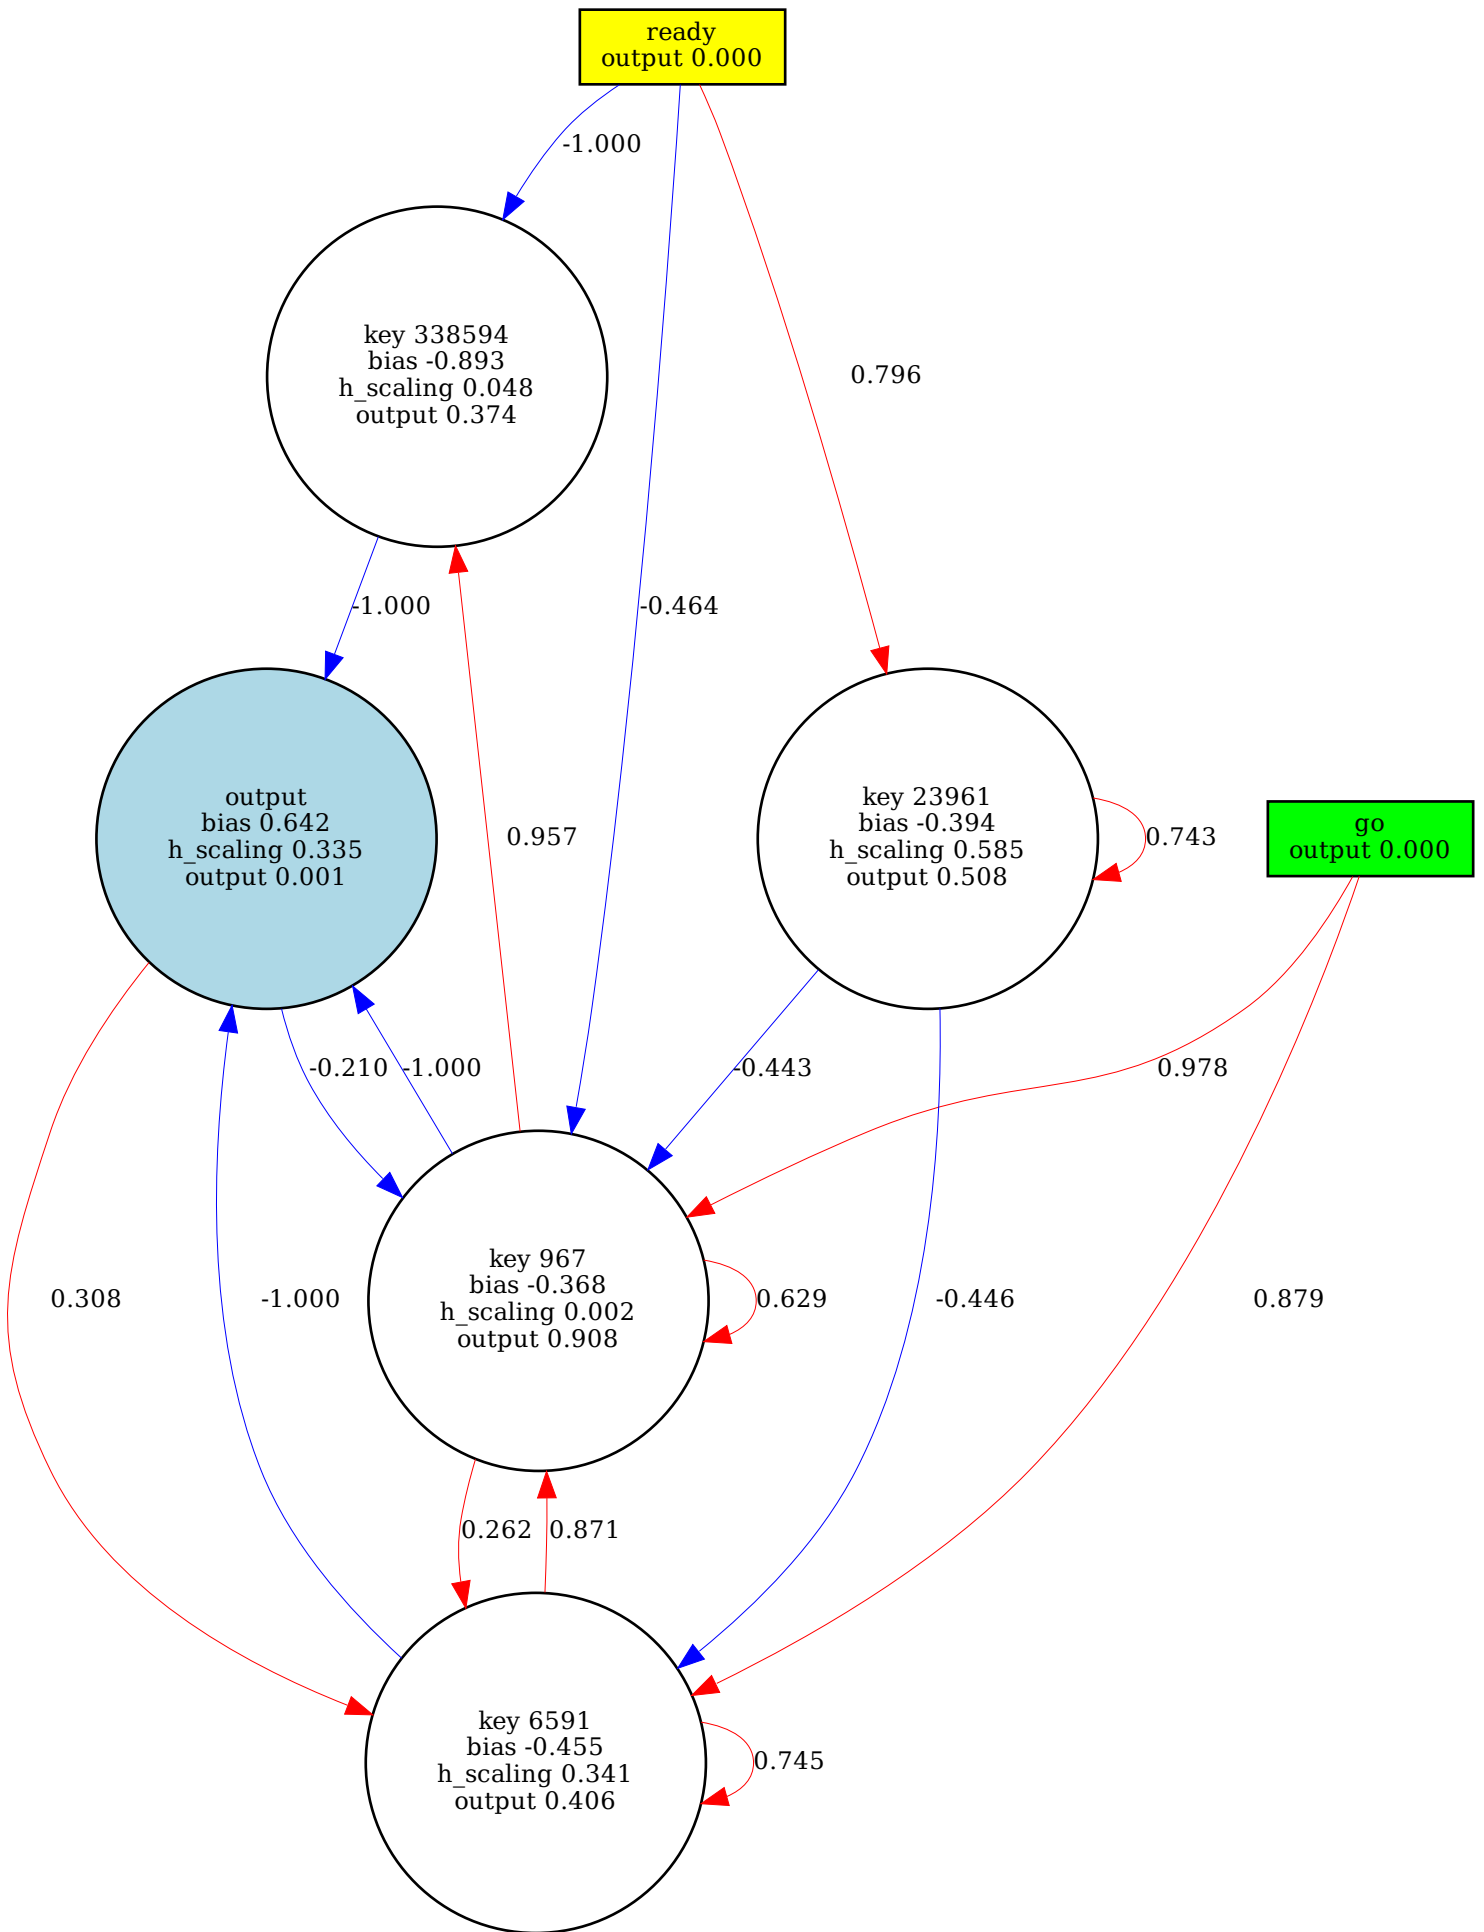 ready
output 0.000
-1.000
key 338594
bias -0.893
h_scaling 0.048
output 0.374
0.796
-1.000
-0.464
output
bias 0.642
h_scaling 0.335
output 0.001
0.957
key 23961
bias -0.394
h_scaling 0.585
output 0.508
0.743
go
output 0.000
-0.210
-1.000
-0.443
0.978
0.308
-1.000
key 967
bias -0.368
h_scaling 0.002
output 0.908
0.629
-0.446
0.879
0.262
0.871
key 6591
bias -0.455
h_scaling 0.341
output 0.406
0.745